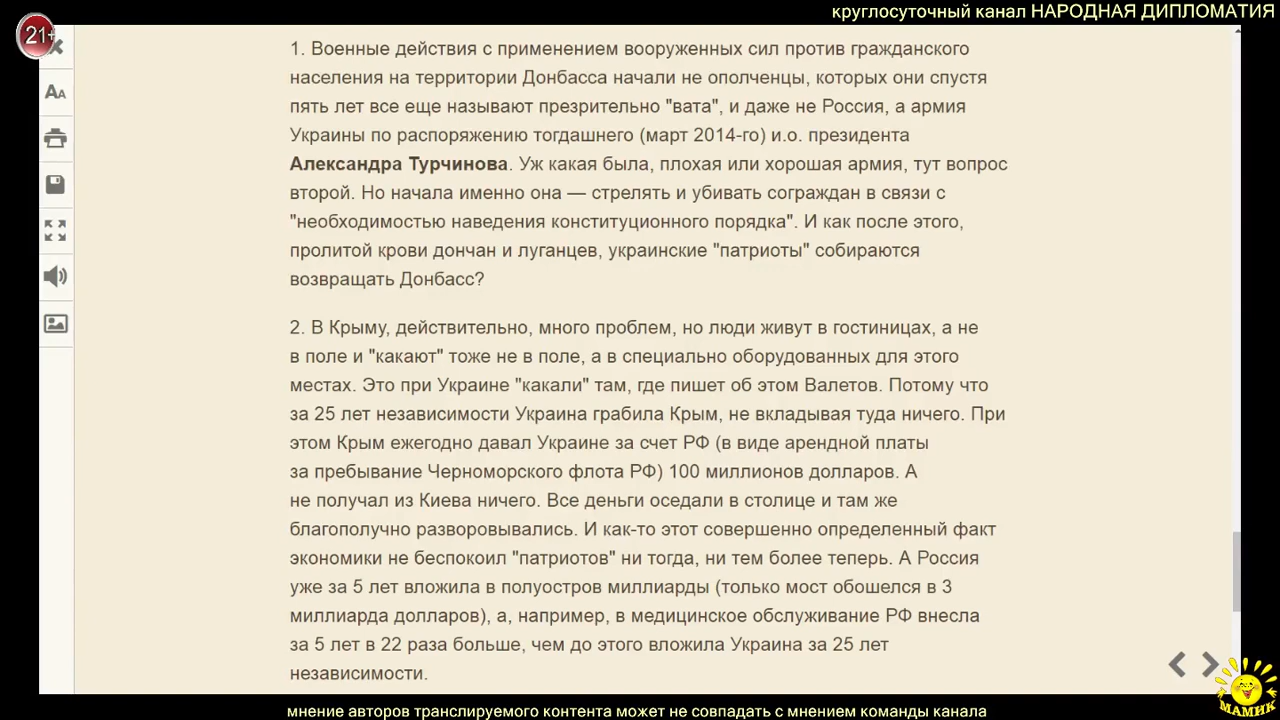 круглосуточный канал НАРОДНАЯ ДИПЛОМАТИЯ
21+
1. Военные действия с применением вооруженных сил против гражданского
населения на территории Донбасса начали не ополченцы, которых они спустя
пять лет все еще называют презрительно "вата", и даже не Россия, а армия
Украины по распоряжению тогдашнего (март 2014-го) и.о. президента
Александра Турчинова. Уж какая была, плохая или хорошая армия, тут вопрос
второй. Но начала именно она — стрелять и убивать сограждан в связи с
"необходимостью наведения конституционного порядка". И как после этого,
пролитой крови дончан и луганцев, украинские "патриоты" собираются
возвращать Донбасс?
2. В Крыму, действительно, много проблем, но люди живут в гостиницах, а не
в поле и "какают" тоже не в поле, а в специально оборудованных для этого
местах. Это при Украине "какали" там, где пишет об этом Валетов. Потому что
за 25 лет независимости Украина грабила Крым, не вкладывая туда ничего. При
этом Крым ежегодно давал Украине за счет РФ (в виде арендной платы
за пребывание Черноморского флота РФ) 100 миллионов долларов. А
не получал из Киева ничего. Все деньги оседали в столице и там же
благополучно разворовывались. И как-то этот совершенно определенный факт
экономики не беспокоил "патриотов" ни тогда, ни тем более теперь. А Россия
уже за 5 лет вложила в полуостров миллиарды (только мост обошелся в 3
миллиарда долларов), а, например, в медицинское обслуживание РФ внесла
за 5 лет в 22 раза больше, чем до этого вложила Украина за 25 лет
независимости.
МАМИК
мнение авторов транслируемого контента может не совпадать с мнением команды канала